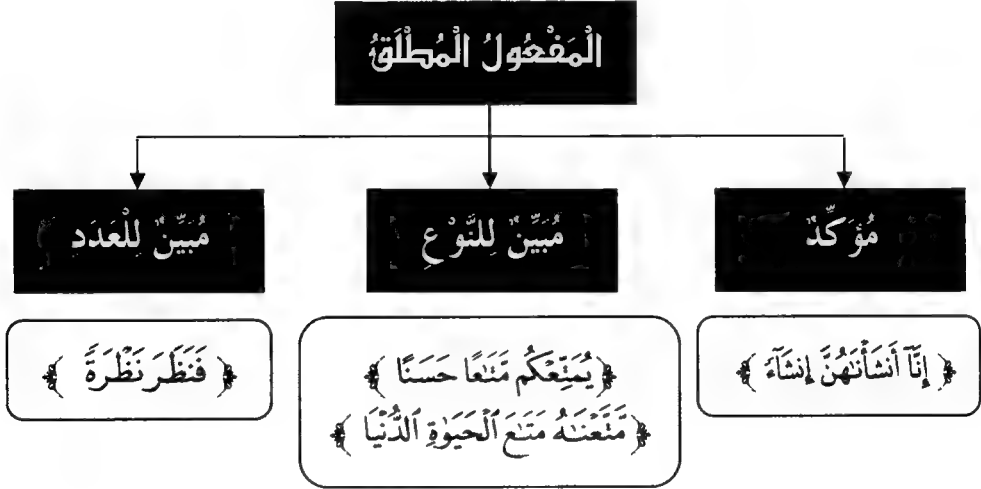 الْمَفْعُولُ الْمُطْلَقُ
مُؤَكِّدٌ
مُبَيِّنٌ لِلنَّوْعِ
مُبَيِّنٌ لِلْعَدَدِ
﴿إِنَّآ أَنشَأْنَٰهُنَّ إِنشَآءً﴾
﴿يُمَتِّعْكُم مَّتَٰعًا حَسَنًا﴾
﴿مَّتَّعْنَٰهُ مَتَٰعَ ٱلْحَيَوٰةِ ٱلدُّنْيَا﴾
﴿فَنَظَرَ نَظْرَةً﴾